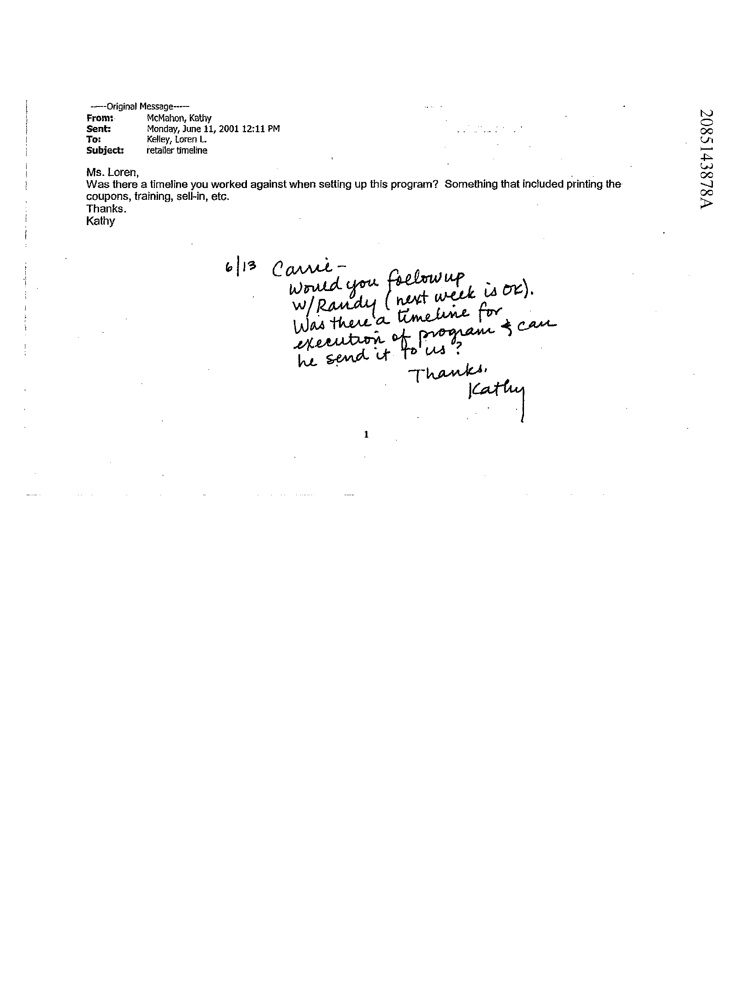 -----Original Message-----
From: McMahon, Kathy
Sent: Monday, June 11, 2001 12:11 PM
To: Kelley, Loren L.
Subject: retailer timeline
Ms. Loren,
Was there a timeline you worked against when setting up this program? Something that included printing the
coupons, training, sell-in, etc.
Thanks.
Kathy
6/13 Carrie -
Would you followup
w/Randy (next week is OK).
Was there a timeline for
execution of program & can
he send it to us?
Thanks.
Kathy
1
2085143878A